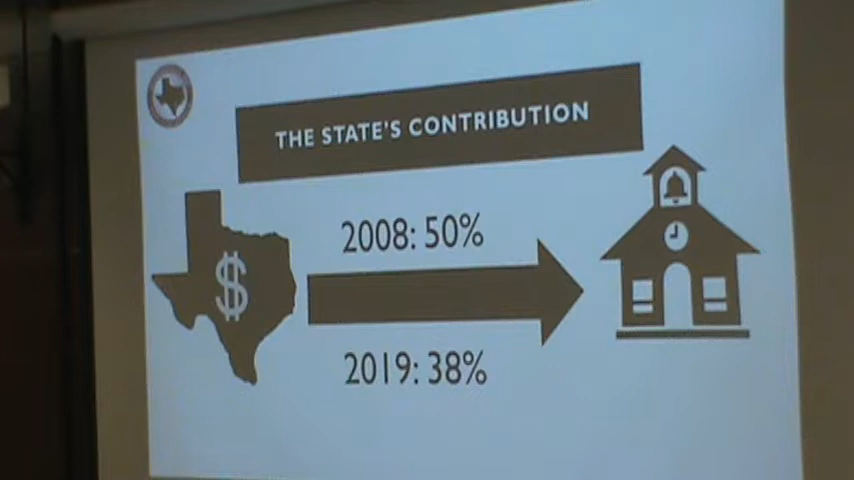 THE STATE'S CONTRIBUTION
2008: 50%
$
2019: 38%